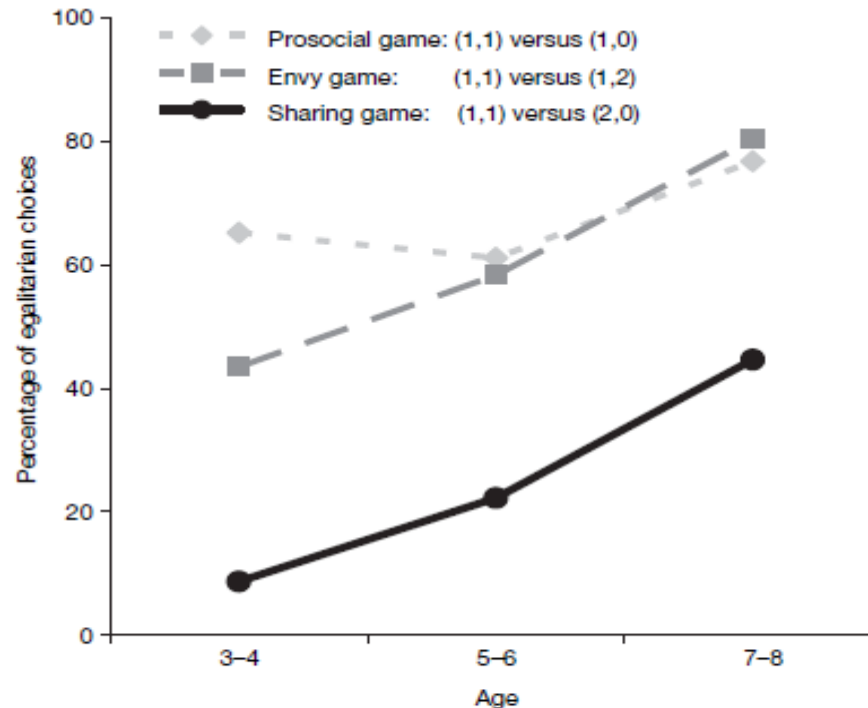 100
Prosocial game: (1,1) versus (1,0)
Envy game: (1,1) versus (1,2)
Sharing game: (1,1) versus (2,0)
80
60
40
20
0
Percentage of egalitarian choices
3–4 5–6 7–8
Age